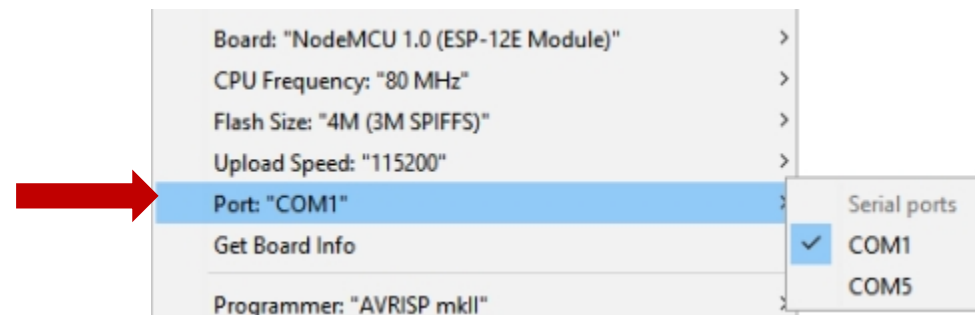 Board: "NodeMCU 1.0 (ESP-12E Module)"
CPU Frequency: "80 MHz"
Flash Size: "4M (3M SPIFFS)"
Upload Speed: "115200"
Port: "COM1"
Get Board Info
Programmer: "AVRISP mkII"
Serial ports
COM1
COM5